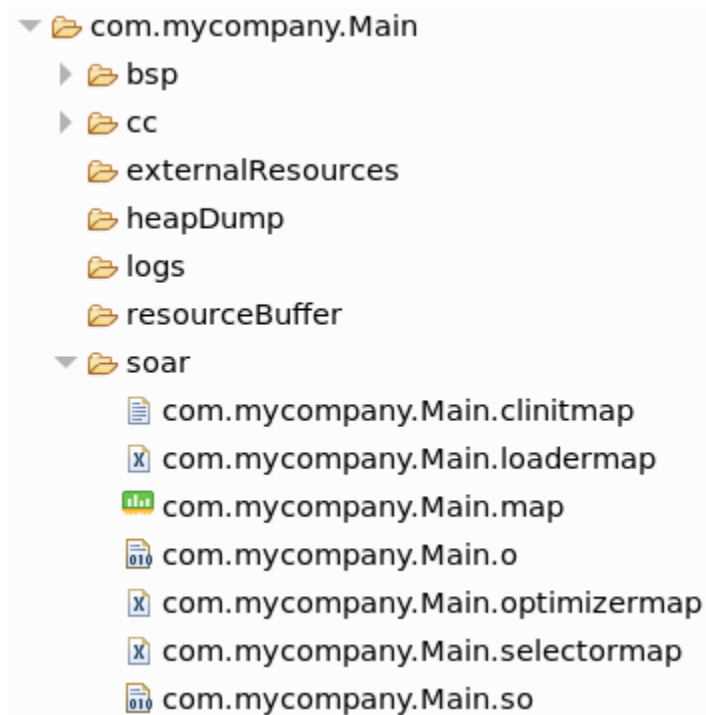 com.mycompany.Main
bsp
cc
externalResources
heapDump
logs
resourceBuffer
soar
com.mycompany.Main.clinitmap
com.mycompany.Main.loadermap
com.mycompany.Main.map
com.mycompany.Main.o
com.mycompany.Main.optimizermap
com.mycompany.Main.selectormap
com.mycompany.Main.so